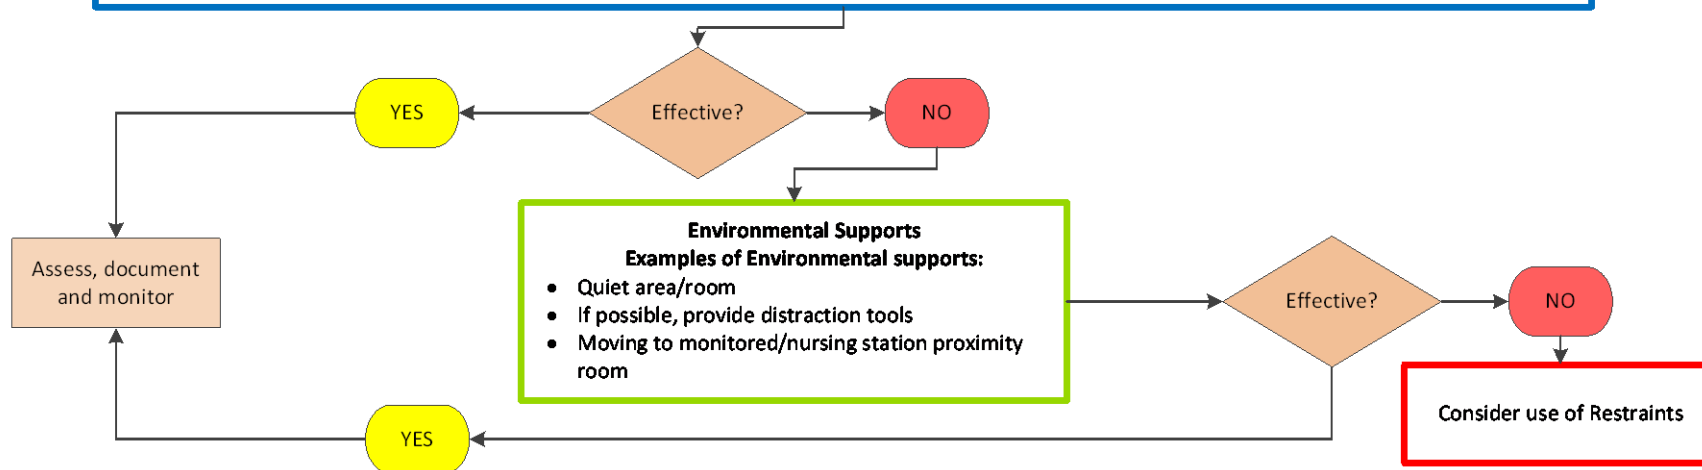 YES
Effective?
NO
Environmental Supports
Examples of Environmental supports:
• Quiet area/room
• If possible, provide distraction tools
• Moving to monitored/nursing station proximity
room
Assess, document
and monitor
Effective?
NO
Consider use of Restraints
YES